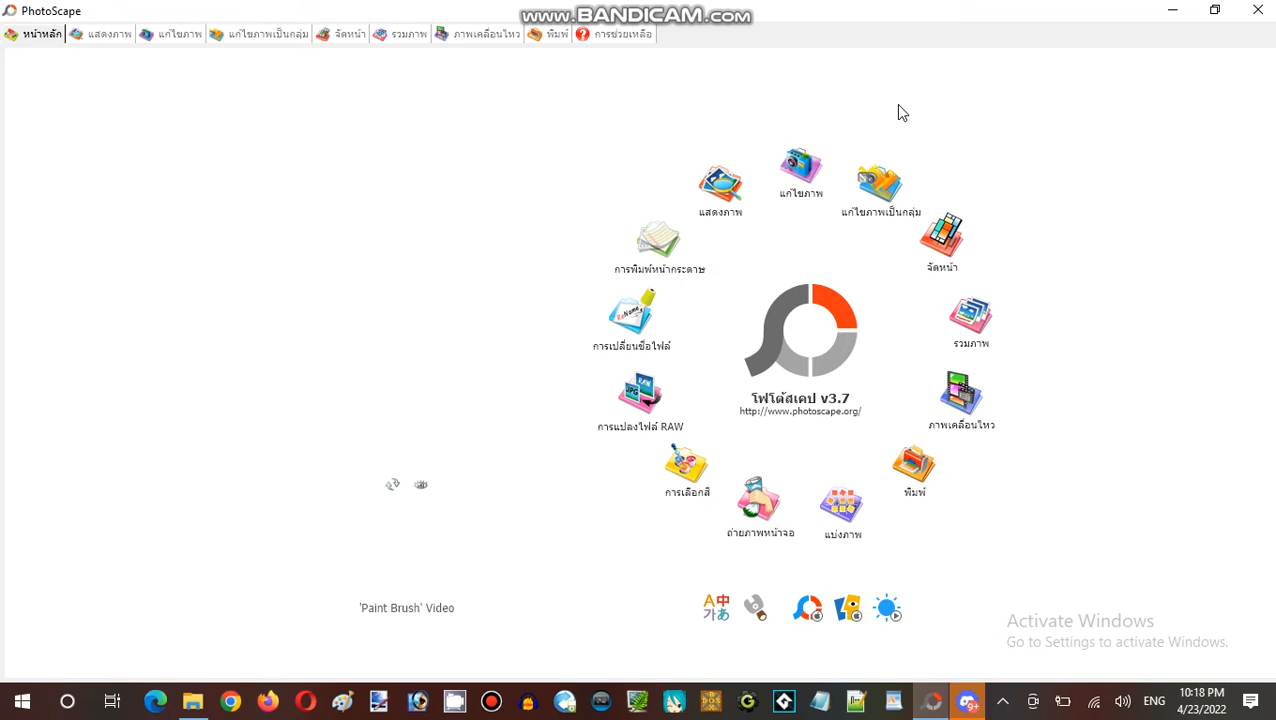 PhotoScape
www.BANDICAM.com
หน้าหลัก แสดงภาพ แก้ไขภาพ แก้ไขภาพเป็นกลุ่ม จัดหน้า รวมภาพ ภาพเคลื่อนไหว พิมพ์ การช่วยเหลือ
แก้ไขภาพ
แสดงภาพ
แก้ไขภาพเป็นกลุ่ม
การพิมพ์หน้ากระดาษ
จัดหน้า
ReName
การเปลี่ยนชื่อไฟล์
รวมภาพ
RAW
JPG
การแปลงไฟล์ RAW
โฟโต้สเคป v3.7
http://www.photoscape.org/
ภาพเคลื่อนไหว
การเลือกสี
พิมพ์
ถ่ายภาพหน้าจอ
แบ่งภาพ
'Paint Brush' Video
A中
가あ
Activate Windows
Go to Settings to activate Windows.
9+
ENG
10:18 PM
4/23/2022